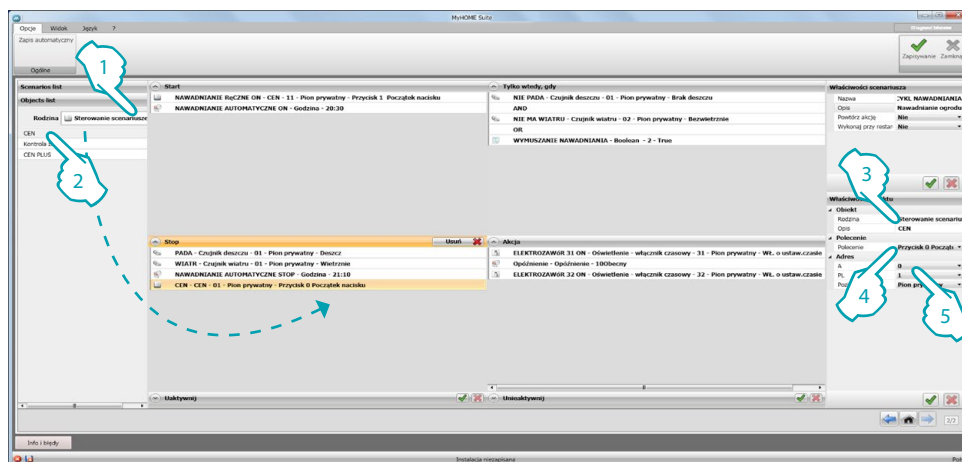 MyHOME Suite
Opcje Widok Język ?
Zapis automatyczny
Ogólne
Zapisywanie Zamknij
Scenarios list
Objects list
Rodzina Sterowanie scenariusze
CEN
Kontrola
CEN PLUS
1
2
Start
NAWADNIANIE RĘCZNE ON - CEN - 11 - Pion prywatny - Przycisk 1 Początek nacisku
NAWADNIANIE AUTOMATYCZNE ON - Godzina - 20:30
Tylko wtedy, gdy
NIE PADA - Czujnik deszczu - 01 - Pion prywatny - Brak deszczu
AND
NIE MA WIATRU - Czujnik wiatru - 02 - Pion prywatny - Bezwietrznie
OR
WYMUSZANIE NAWADNIANIA - Boolean - 2 - True
Stop Usuń
PADA - Czujnik deszczu - 01 - Pion prywatny - Deszcz
WIATR - Czujnik wiatru - 01 - Pion prywatny - Wietrznie
NAWADNIANIE AUTOMATYCZNE STOP - Godzina - 21:10
CEN - CEN - 01 - Pion prywatny - Przycisk 0 Początek nacisku
Akcja
ELEKTROZAWÓR 31 ON - Oświetlenie - włącznik czasowy - 31 - Pion prywatny - WŁ. o ustaw.czasie
Opóźnienie - Opóźnienie - 180becny
ELEKTROZAWÓR 32 ON - Oświetlenie - włącznik czasowy - 32 - Pion prywatny - WŁ. o ustaw.czasie
Uaktywnij
Uninaktywnij
Właściwości scenariusza
Nazwa CYKL NAWADNIANIA
Opis Nawadnianie ogrodu
Powtórz akcję Nie
Wykonaj przy restar Nie
3
Obiekt
Rodzina Sterowanie scenariu
Opis CEN
Polecenie
Polecenie Przycisk 0 Począte
Adres
A 0
PL 1
Pion prywatny
4
5
2/2
Info i błędy
Instalacja niezapisana